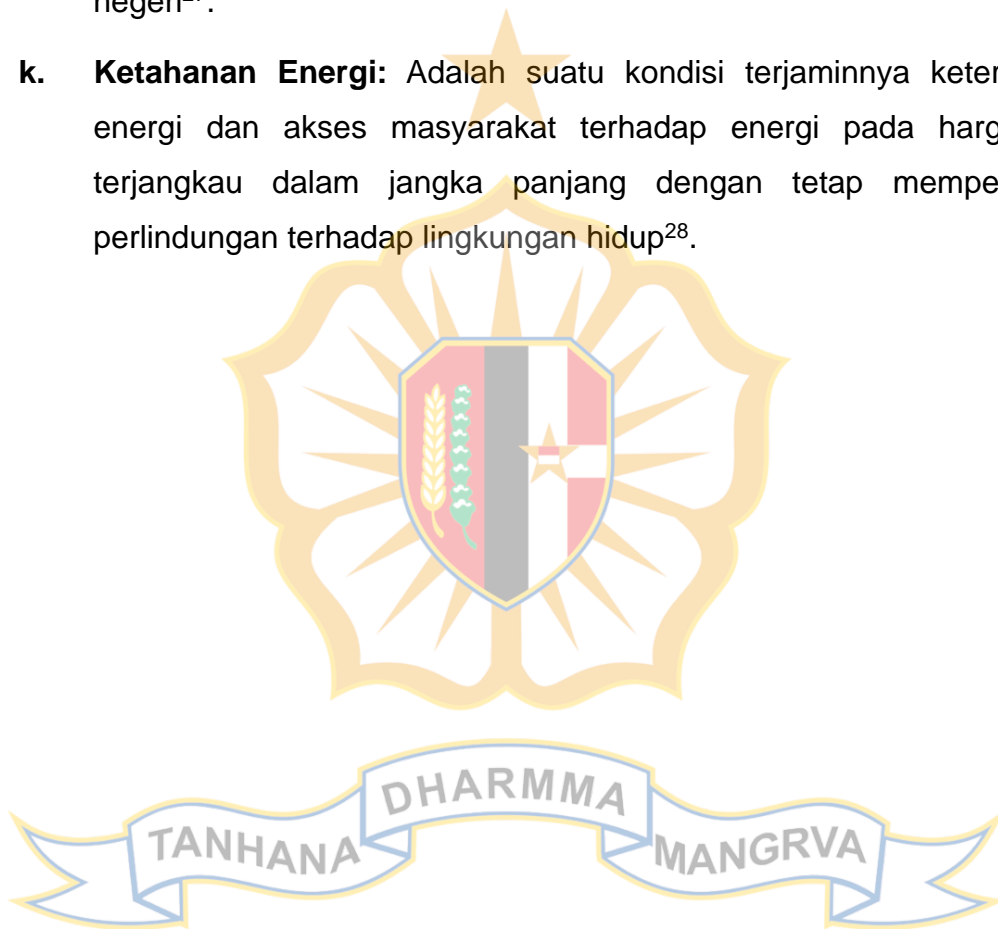 k. Ketahanan Energi: Adalah suatu kondisi terjaminnya keter
energi dan akses masyarakat terhadap energi pada harg
terjangkau dalam jangka panjang dengan tetap mempe
perlindungan terhadap lingkungan hidup²⁸.
TANHANA DHARMMA MANGRVA